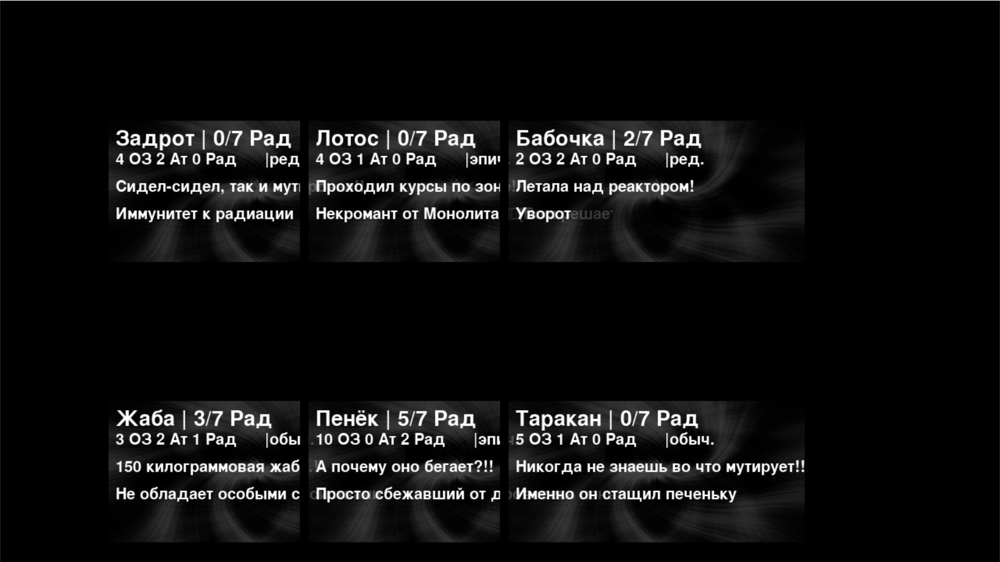 Задрот | 0/7 Рад
4 ОЗ 2 Ат 0 Рад |ред
Сидел-сидел, так и
Иммунитет к радиации
Лотос | 0/7 Рад
4 ОЗ 1 Ат 0 Рад |эпич
Проходил курсы по зон
Некромант от Монолита
Бабочка | 2/7 Рад
2 ОЗ 2 Ат 0 Рад |ред.
Летала над реактором!
Уворот
Жаба | 3/7 Рад
3 ОЗ 2 Ат 1 Рад |обы
150 килограммовая жаб
Не обладает особыми с
Пенёк | 5/7 Рад
10 ОЗ 0 Ат 2 Рад |эпи
А почему оно бегает?!!
Просто сбежавший от д
Таракан | 0/7 Рад
5 ОЗ 1 Ат 0 Рад |обыч.
Никогда не знаешь во что мутирует!!
Именно он стащил печеньку